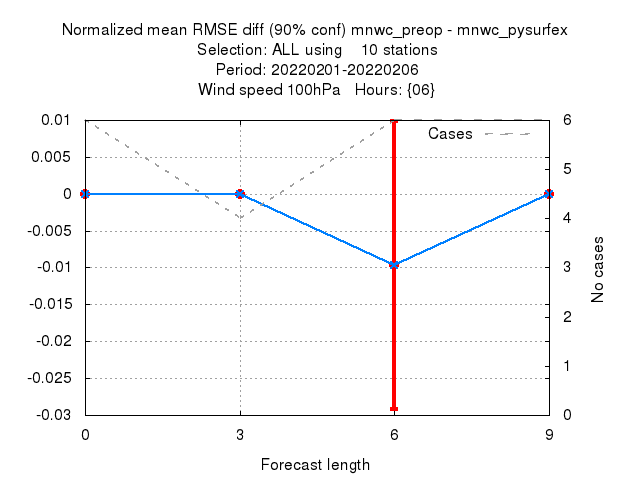 Normalized mean RMSE diff (90% conf) mnwc_preop - mnwc_pysurfex
Selection: ALL using    10 stations
Period: 20220201-20220206
Wind speed 100hPa   Hours: {06}
Cases
0.01
0.005
0
-0.005
-0.01
-0.015
-0.02
-0.025
-0.03
6
5
4
3
2
1
0
No cases
0 3 6 9
Forecast length